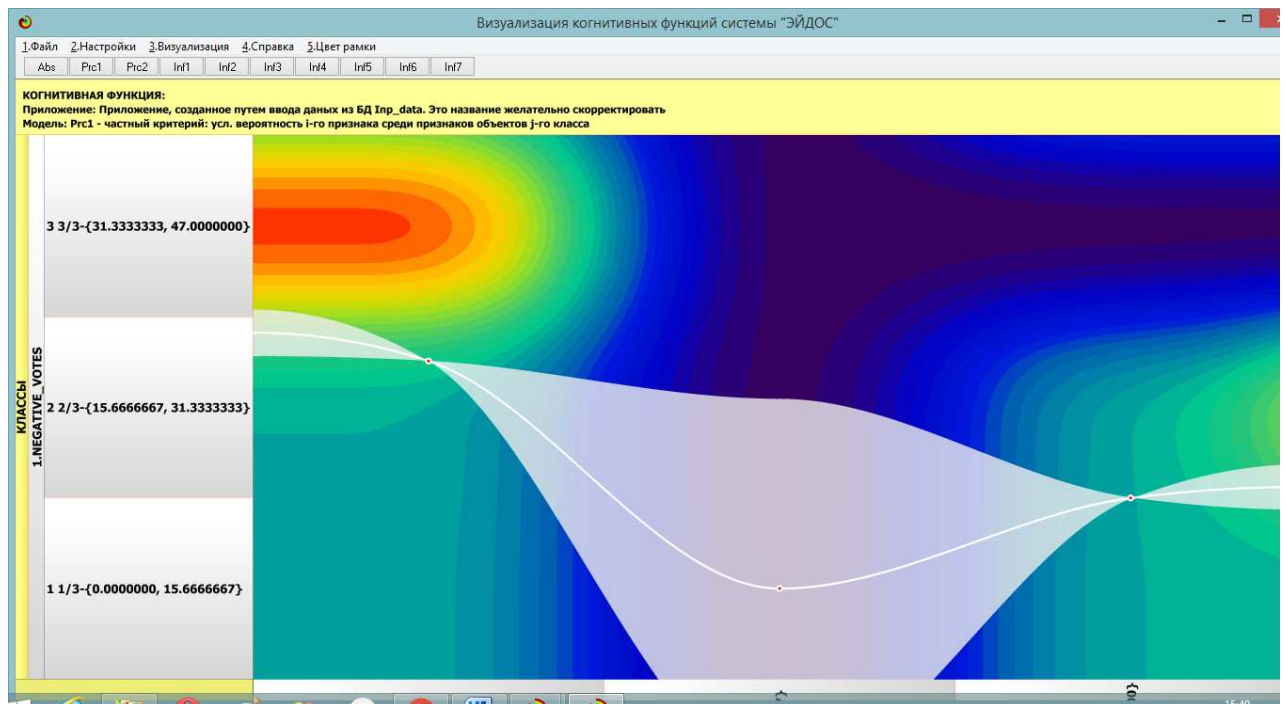 Визуализация когнитивных функций системы "ЭЙДОС"
1.Файл 2.Настройки 3.Визуализация 4.Справка 5.Цвет рамки
Abs Prc1 Prc2 Inf1 Inf2 Inf3 Inf4 Inf5 Inf6 Inf7
КОГНИТИВНАЯ ФУНКЦИЯ:
Приложение: Приложение, созданное путем ввода даных из БД Inp_data. Это название желательно скорректировать
Модель: Prc1 - частный критерий: усл. вероятность i-го признака среди признаков объектов j-го класса
КЛАССЫ
1.NEGATIVE_VOTES
3 3/3-{31.3333333, 47.0000000}
2 2/3-{15.6666667, 31.3333333}
1 1/3-{0.0000000, 15.6666667}